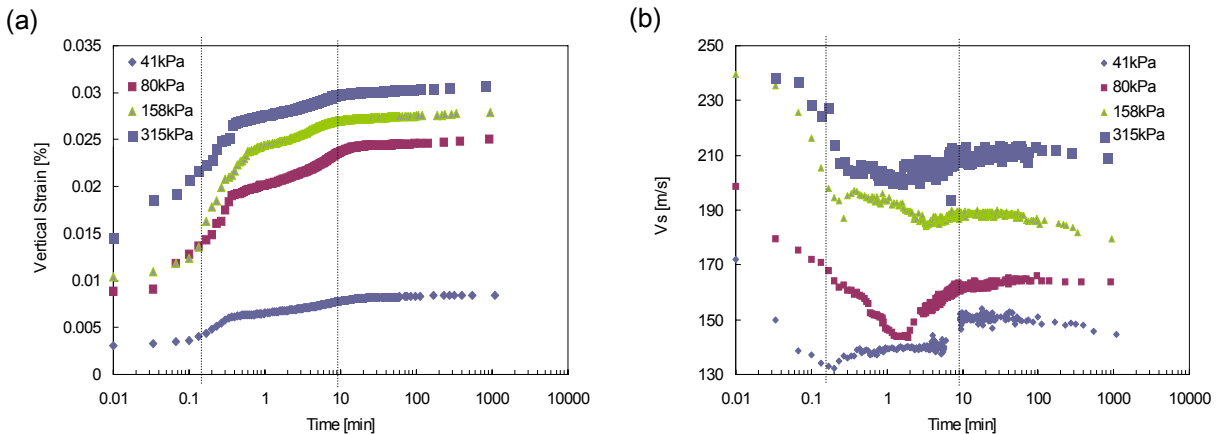 (a)
0.035
0.03
0.025
0.02
0.015
0.01
0.005
0
Vertical Strain [%]
41kPa
80kPa
158kPa
315kPa
0.01
0.1
1
10
100
1000
10000
Time [min]
(b)
250
230
210
190
170
150
130
Vs [m/s]
41kPa
80kPa
158kPa
315kPa
0.01
0.1
1
10
100
1000
10000
Time [min]